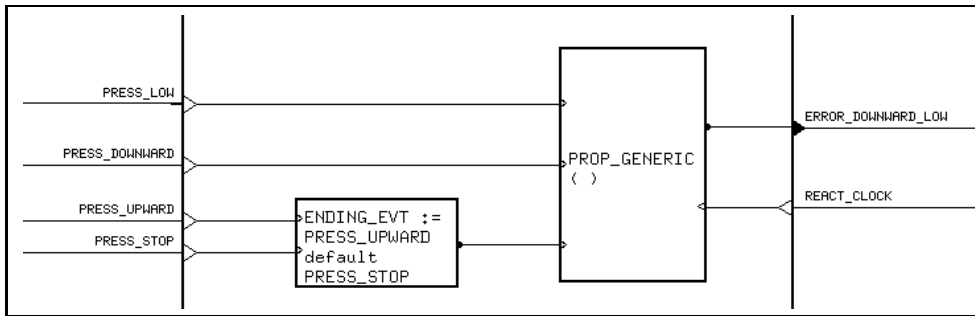 PRESS_LOW
ERROR_DOWNWARD_LOW
PRESS_DOWNWARD
PROP_GENERIC
( )
PRESS_UPWARD
ENDING_EVT :=
PRESS_UPWARD
default
PRESS_STOP
REACT_CLOCK
PRESS_STOP